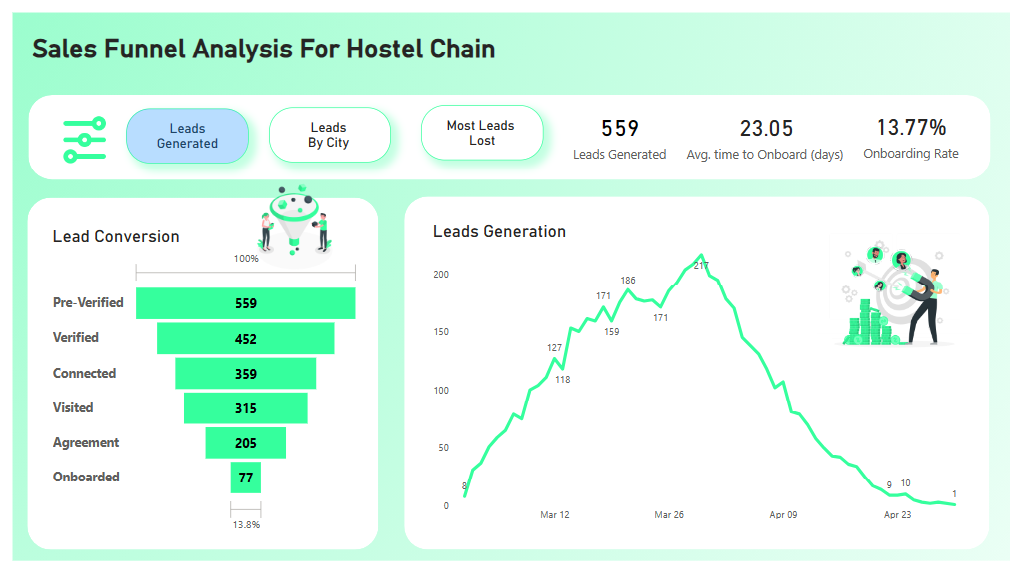 Sales Funnel Analysis For Hostel Chain
Leads
Generated
Leads
By City
Most Leads
Lost
559
Leads Generated
23.05
Avg. time to Onboard (days)
13.77%
Onboarding Rate
Lead Conversion
100%
Pre-Verified 559
Verified 452
Connected 359
Visited 315
Agreement 205
Onboarded 77
13.8%
Leads Generation
200
150
100
50
0
8
127
118
171
159
186
171
217
9
10
1
Mar 12
Mar 26
Apr 09
Apr 23